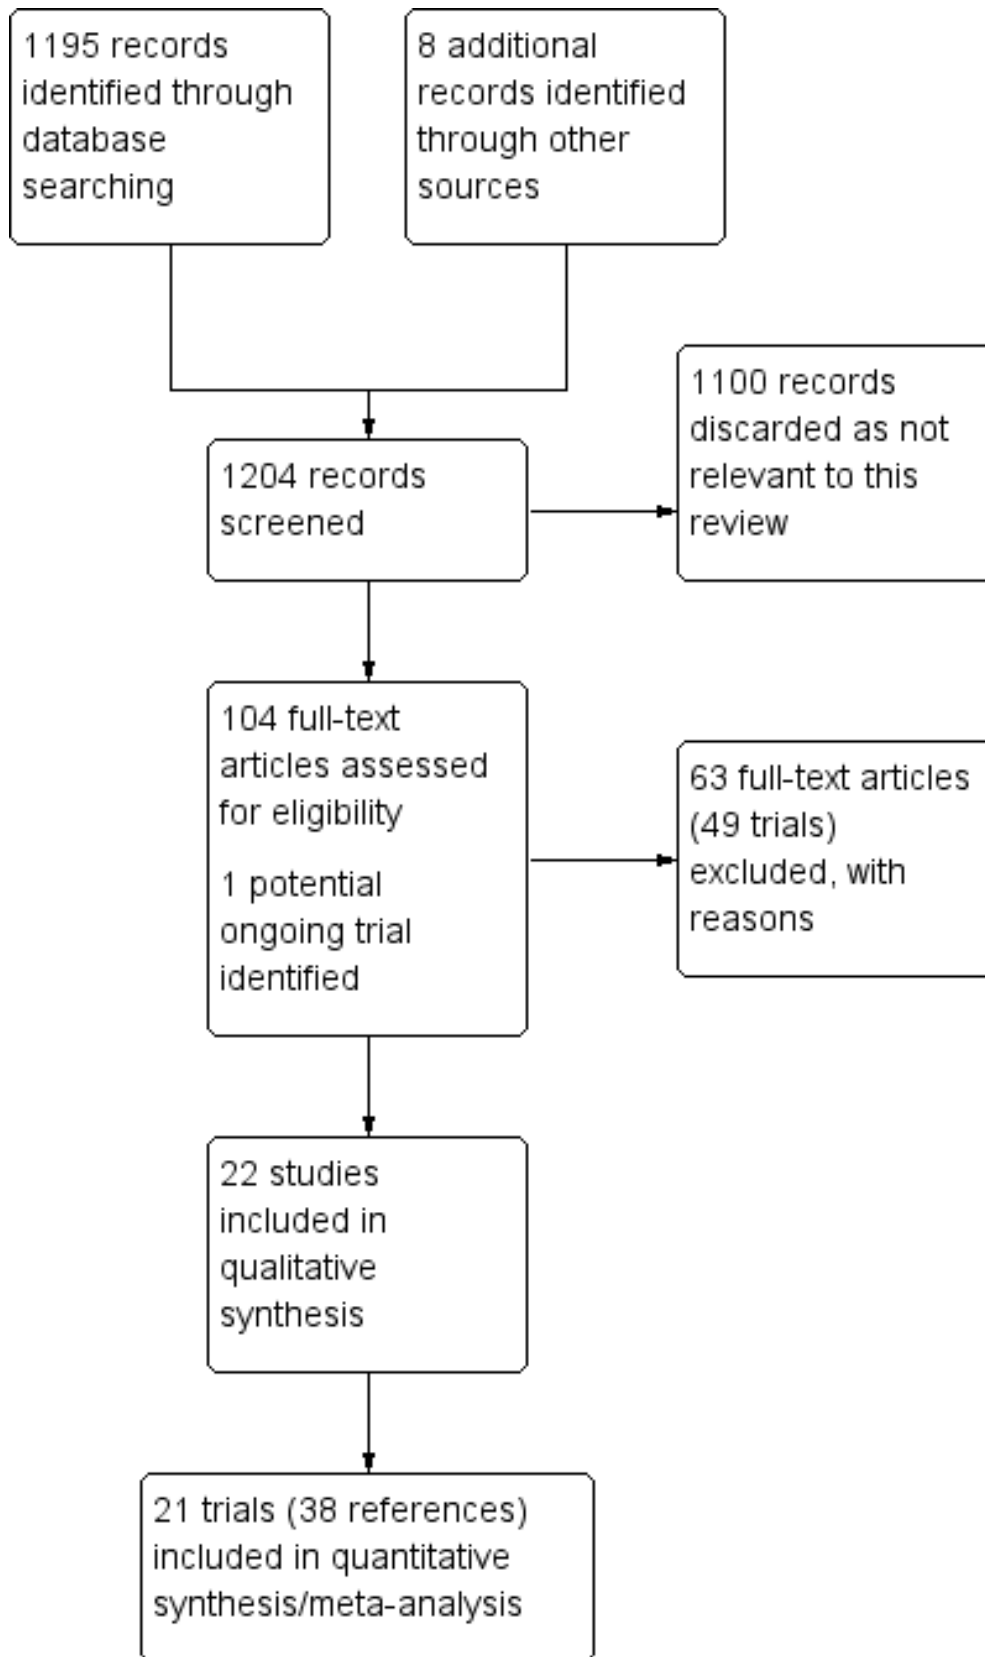 1195 records
identified through
database
searching
8 additional
records identified
through other
sources
1204 records
screened
1100 records
discarded as not
relevant to this
review
104 full-text
articles assessed
for eligibility
1 potential
ongoing trial
identified
63 full-text articles
(49 trials)
excluded, with
reasons
22 studies
included in
qualitative
synthesis
21 trials (38 references)
included in quantitative
synthesis/meta-analysis